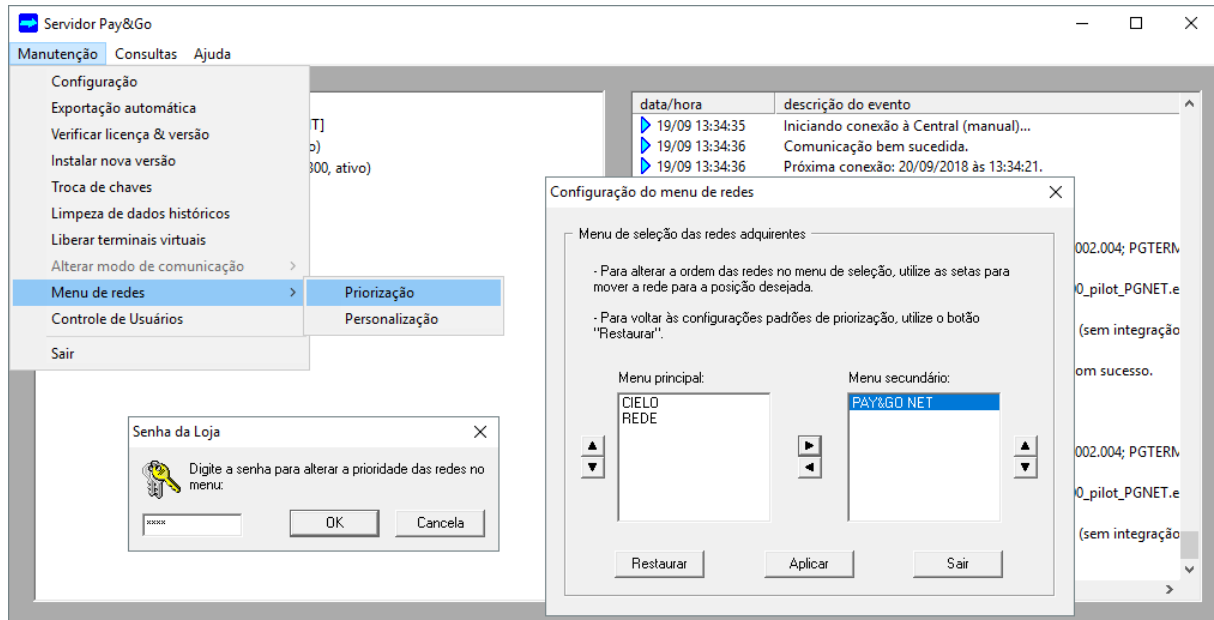 Servidor Pay&Go
Manutenção Consultas Ajuda
Configuração
Exportação automática
Verificar licença & versão
Instalar nova versão
Troca de chaves
Limpeza de dados históricos
Liberar terminais virtuais
Alterar modo de comunicação
Menu de redes
Controle de Usuários
Sair
Priorização
Personalização
T]
o)
300, ativo)
data/hora descrição do evento
19/09 13:34:35 Iniciando conexão à Central (manual)...
19/09 13:34:36 Comunicação bem sucedida.
19/09 13:34:36 Próxima conexão: 20/09/2018 às 13:34:21.
002.004; PGTERM
0_pilot_PGNET.e
(sem integração
om sucesso.
002.004; PGTERM
0_pilot_PGNET.e
(sem integração
Senha da Loja
Digite a senha para alterar a prioridade das redes no
menu:
xxxx
OK Cancela
Configuração do menu de redes
Menu de seleção das redes adquirentes
- Para alterar a ordem das redes no menu de seleção, utilize as setas para
mover a rede para a posição desejada.
- Para voltar às configurações padrões de priorização, utilize o botão
"Restaurar".
Menu principal: Menu secundário:
CIELO PAY&GO NET
REDE
Restaurar Aplicar Sair